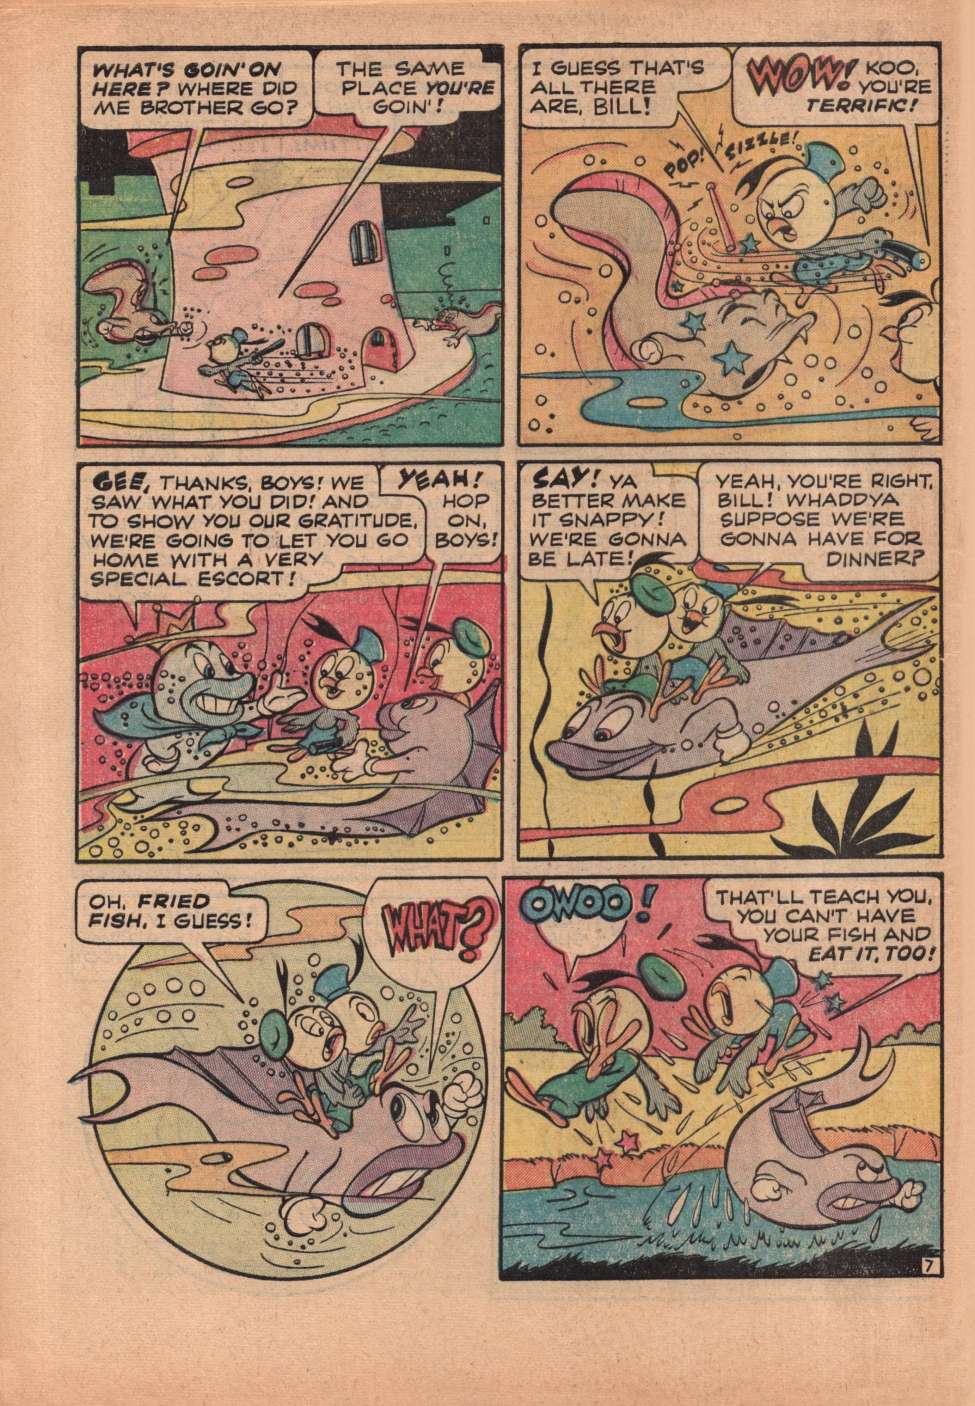 WHAT'S GOIN' ON
HERE? WHERE DID
ME BROTHER GO?
THE SAME
PLACE YOU'RE
GOIN'!
I GUESS THAT'S
ALL THERE
ARE, BILL!
WOW! KOO,
YOU'RE
TERRIFIC!
POP!
SIZZLE!
GEE, THANKS, BOYS! WE
SAW WHAT YOU DID! AND
TO SHOW YOU OUR GRATITUDE,
WE'RE GOING TO LET YOU GO
HOME WITH A VERY
SPECIAL ESCORT!
YEAH!
HOP
ON,
BOYS!
SAY! YA
BETTER MAKE
IT SNAPPY!
WE'RE GONNA
BE LATE!
YEAH, YOU'RE RIGHT,
BILL! WHADDYA
SUPPOSE WE'RE
GONNA HAVE FOR
DINNER?
OH, FRIED
FISH, I GUESS!
WHAT?
OWOO!
THAT'LL TEACH YOU,
YOU CAN'T HAVE
YOUR FISH AND
EAT IT, TOO!
7